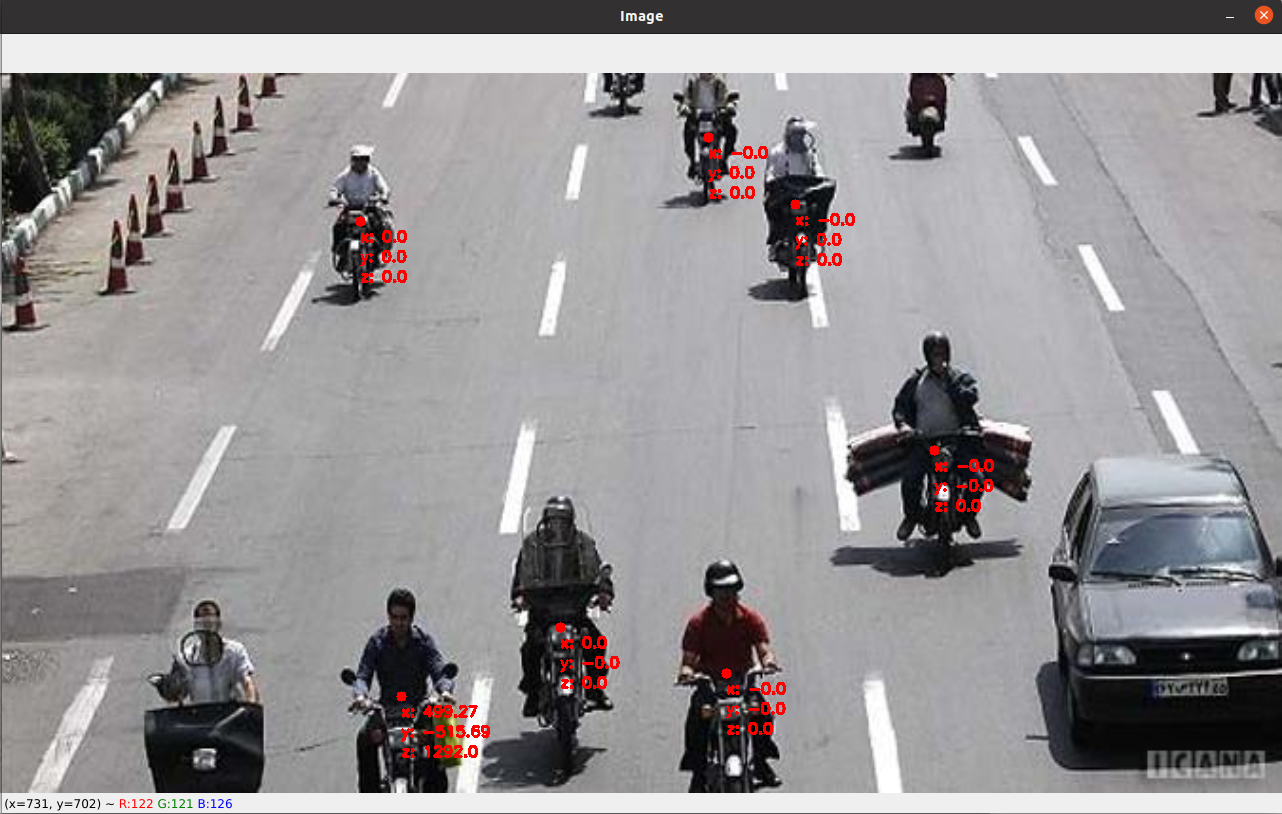 Image
x: -0.0
y: 0.0
z: 0.0
x: -0.0
y: 0.0
z: 0.0
x: 0.0
y: 0.0
z: 0.0
x: -0.0
y: -0.0
z: 0.0
x: 0.0
y: -0.0
z: 0.0
x: -0.0
y: -0.0
z: 0.0
x: 499.27
y: -515.69
z: 1292.0
ICANA
(x=731, y=702) ~ R:122 G:121 B:126